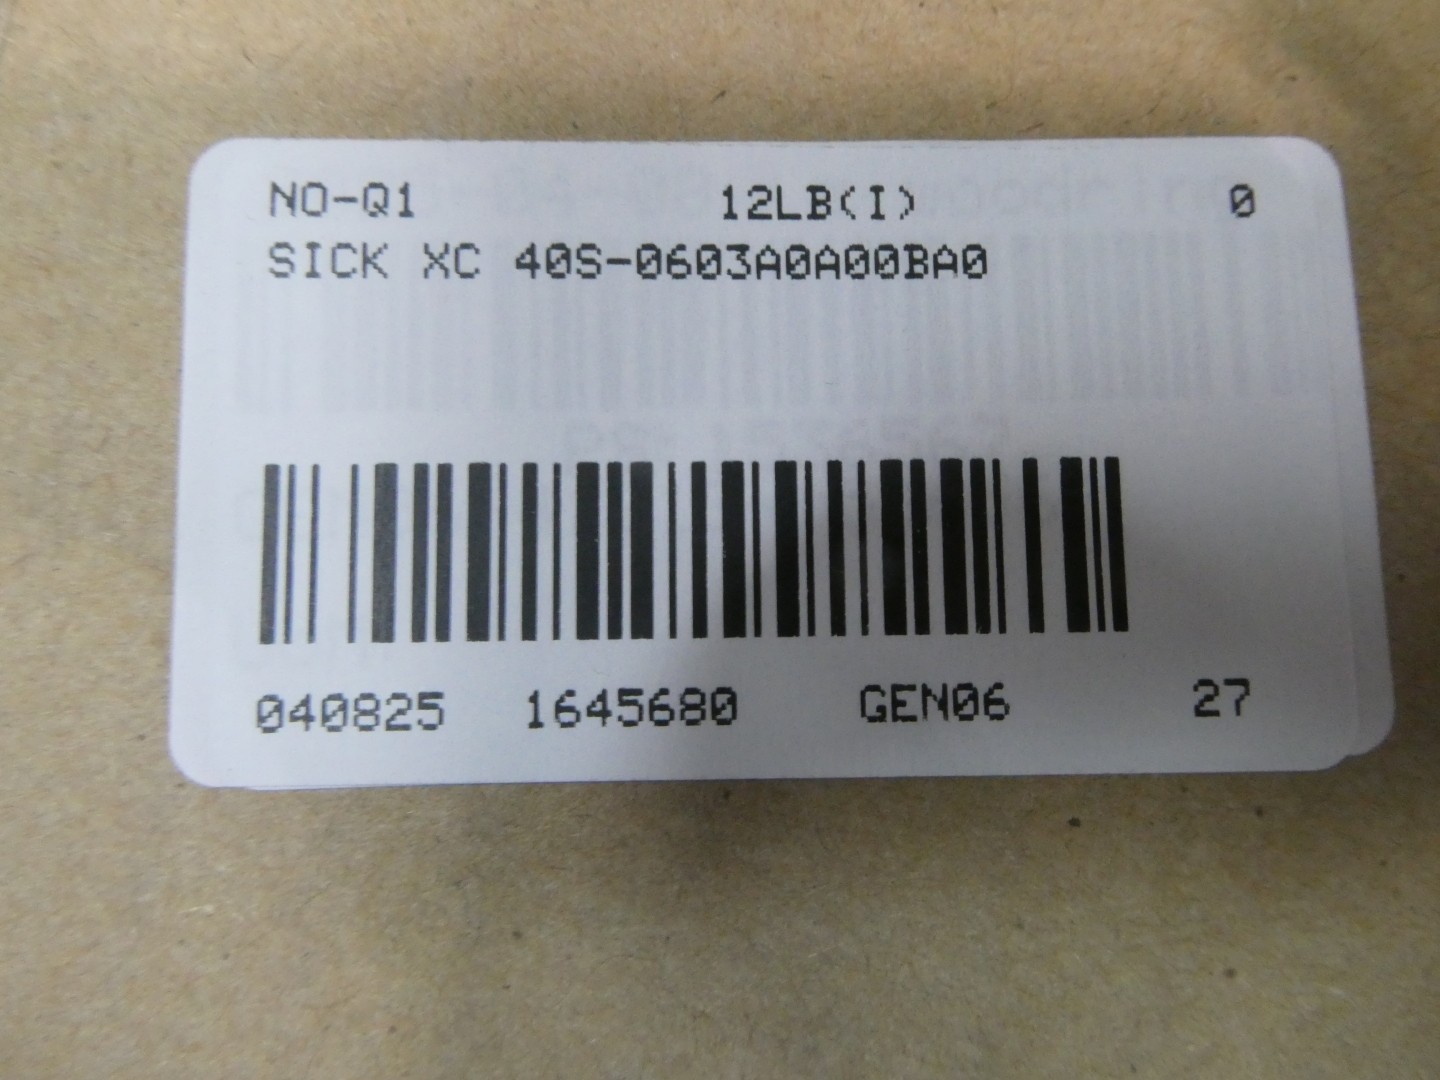 NO-Q1 12LB(I) 0
SICK XC 40S-0603A0A00BA0
040825 1645680 GEN06 27